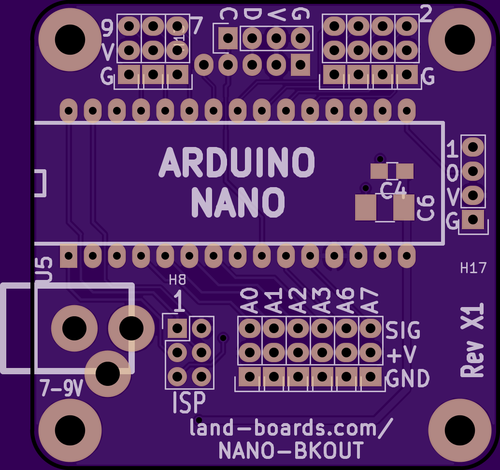 9 7 C D V G 2
V
G G
ARDUINO
NANO
C4
C6
1
0
V
G
H17
U5
H8
1
A0 A1 A2 A3 A6 A7
SIG
+V
GND
7-9V
ISP
Rev X1
land-boards.com/
NANO-BKOUT